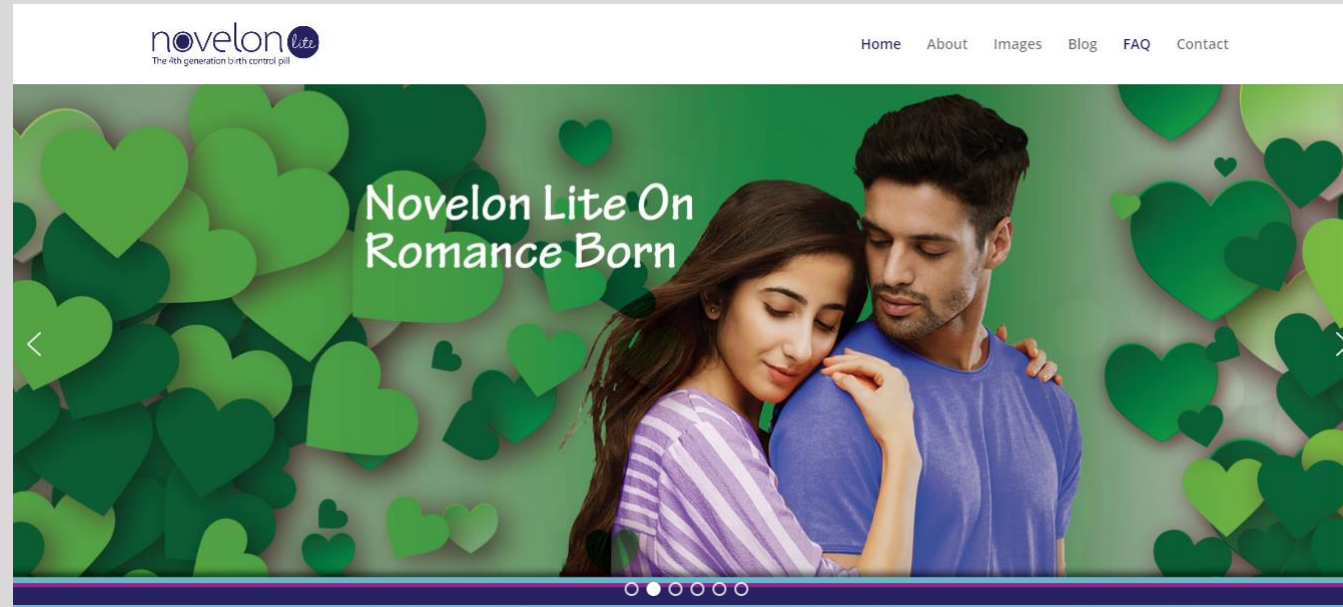 novelon lite
The 4th generation birth control pill
Home About Images Blog FAQ Contact
Novelon Lite On
Romance Born